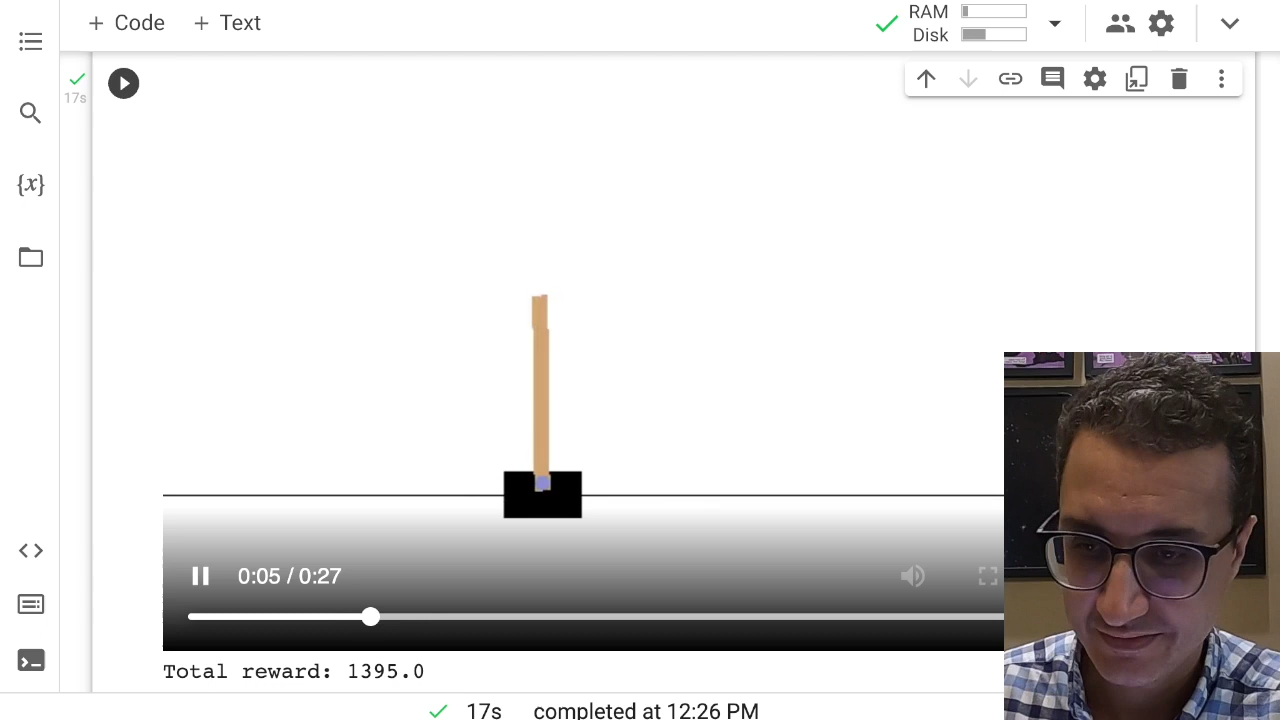 + Code + Text
RAM
Disk
17s
{x}
0:05 / 0:27
Total reward: 1395.0
17s completed at 12:26 PM